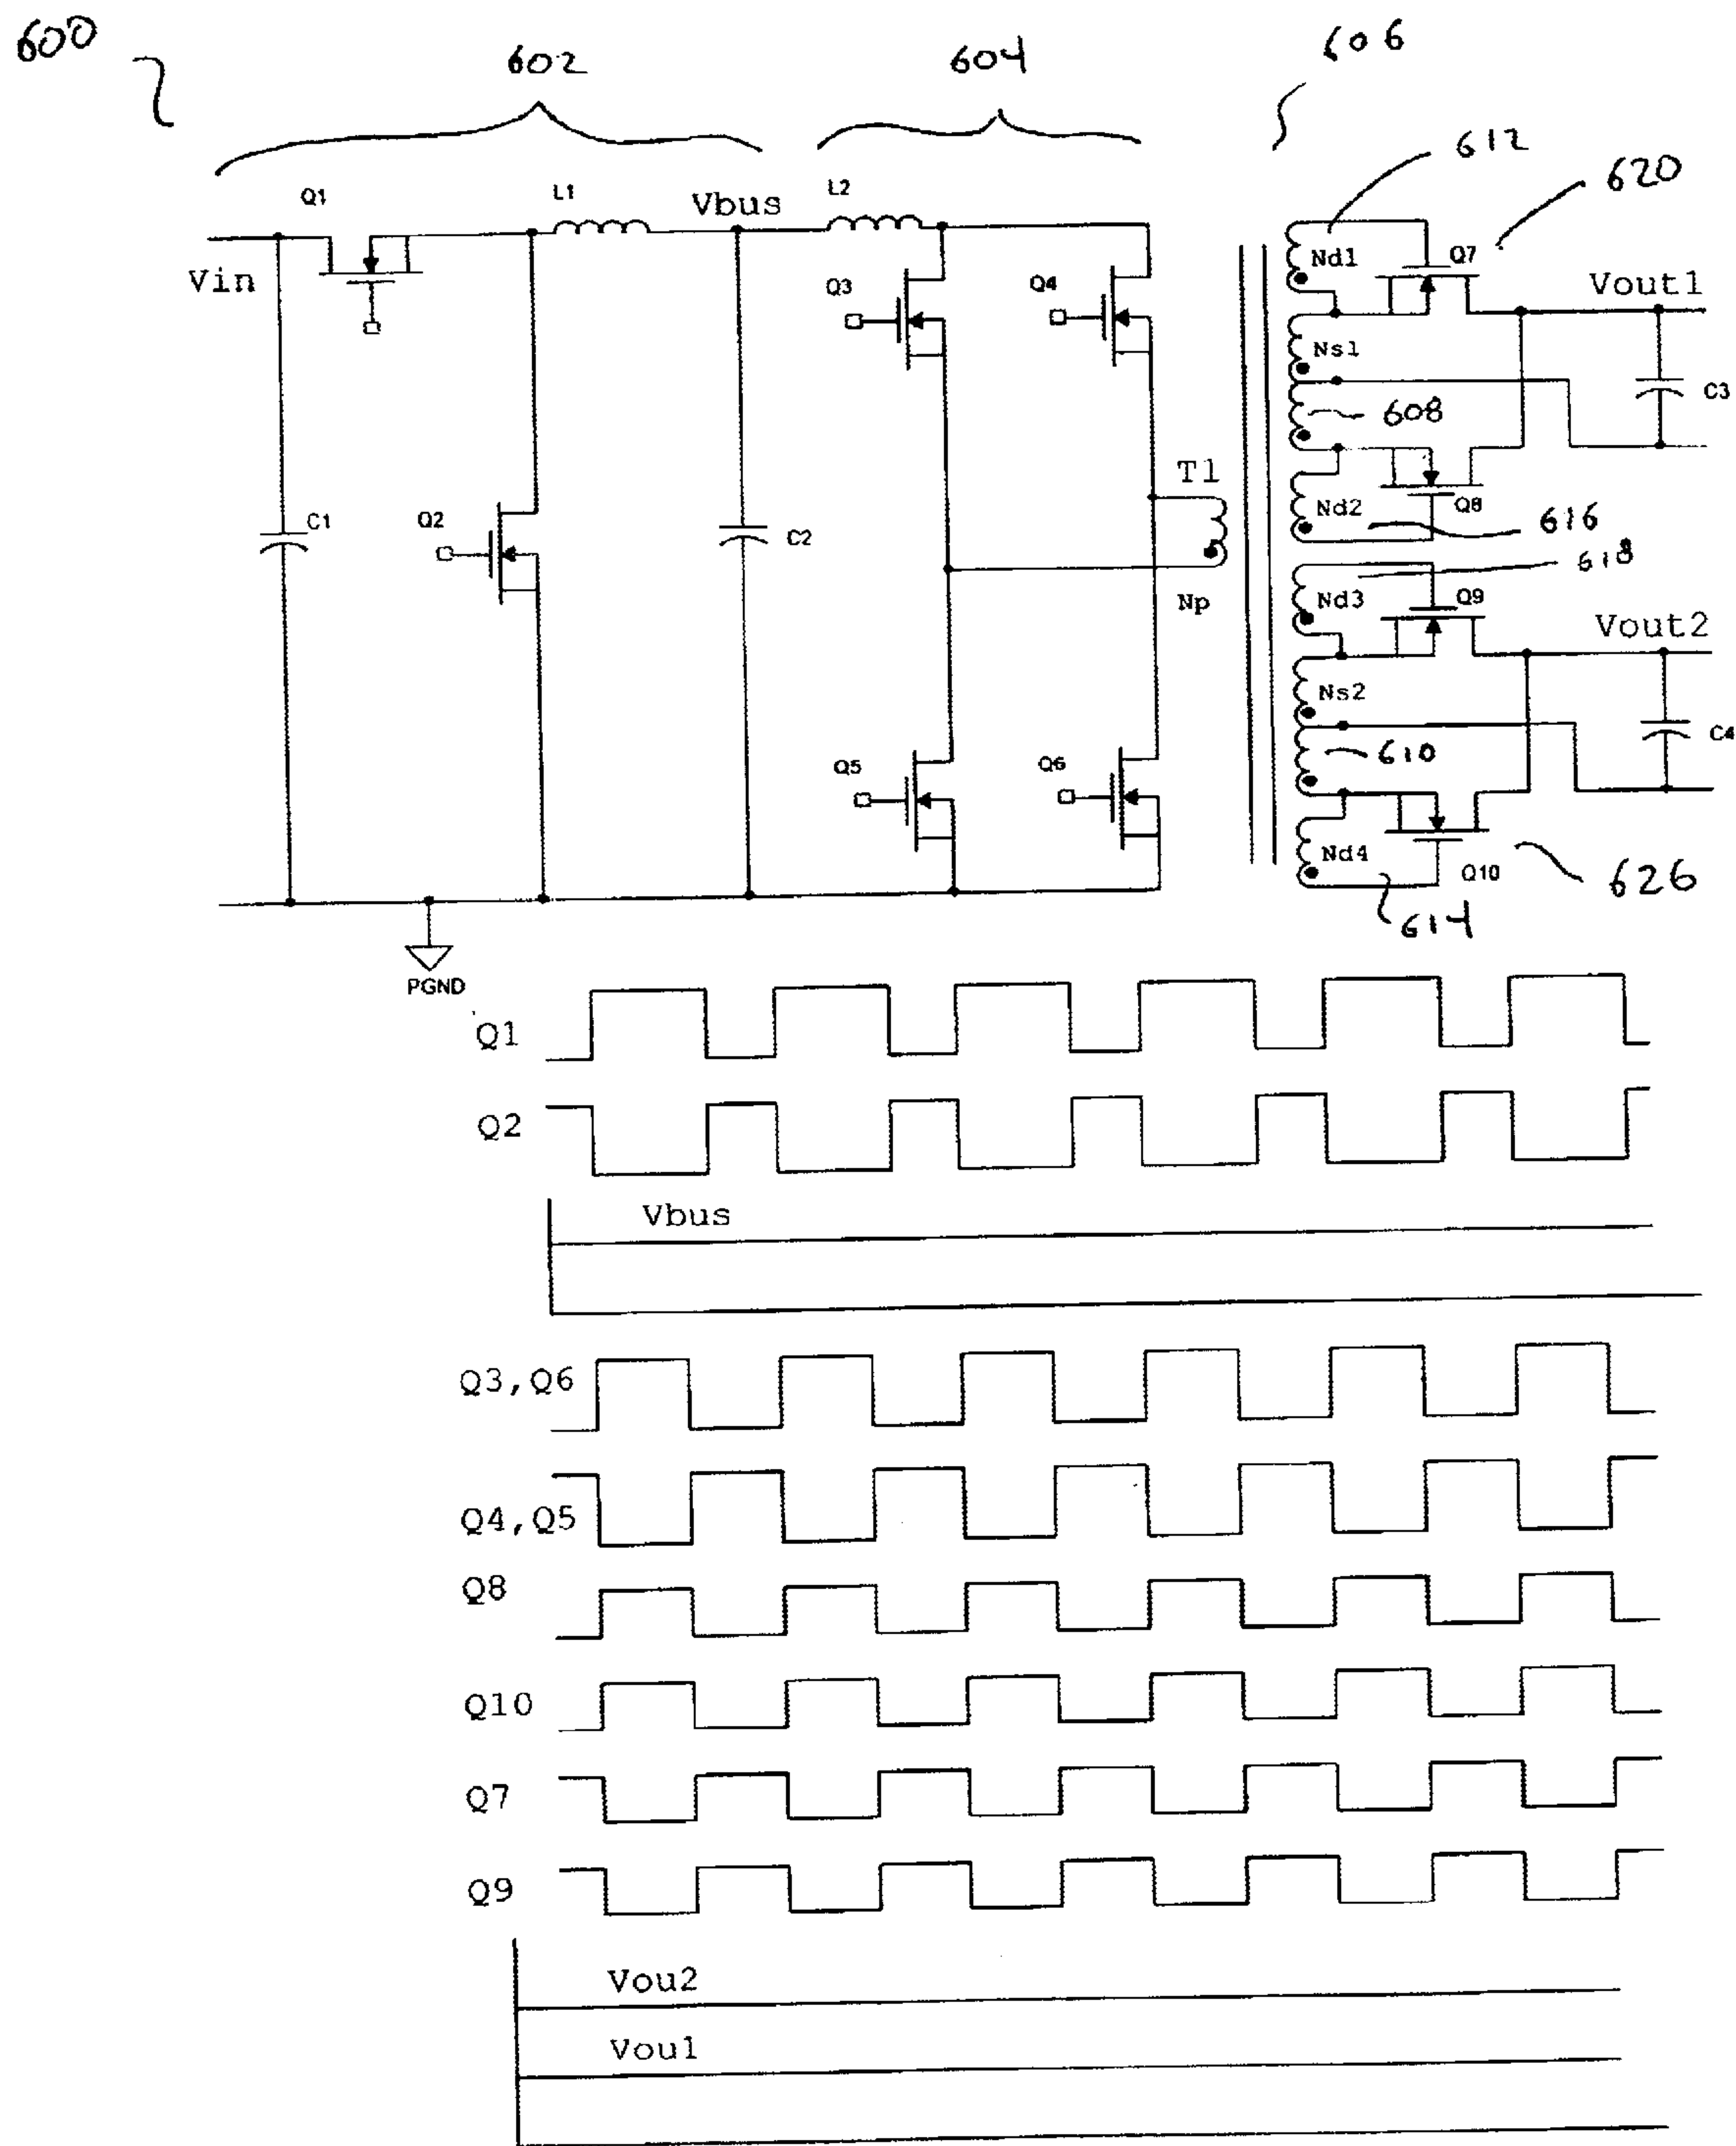 600
602
604
606
612
620
Q1
L1
Vbus
L2
Vin
Q3
Q4
Nd1
Q7
Vout1
Ns1
608
C3
C1
Q2
C2
T1
Np
Nd2
Q8
616
618
Nd3
Q9
Vout2
Ns2
610
C4
Q5
Q6
Nd4
Q10
626
614
PGND
Q1
Q2
Vbus
Q3,Q6
Q4,Q5
Q8
Q10
Q7
Q9
Vou2
Vou1